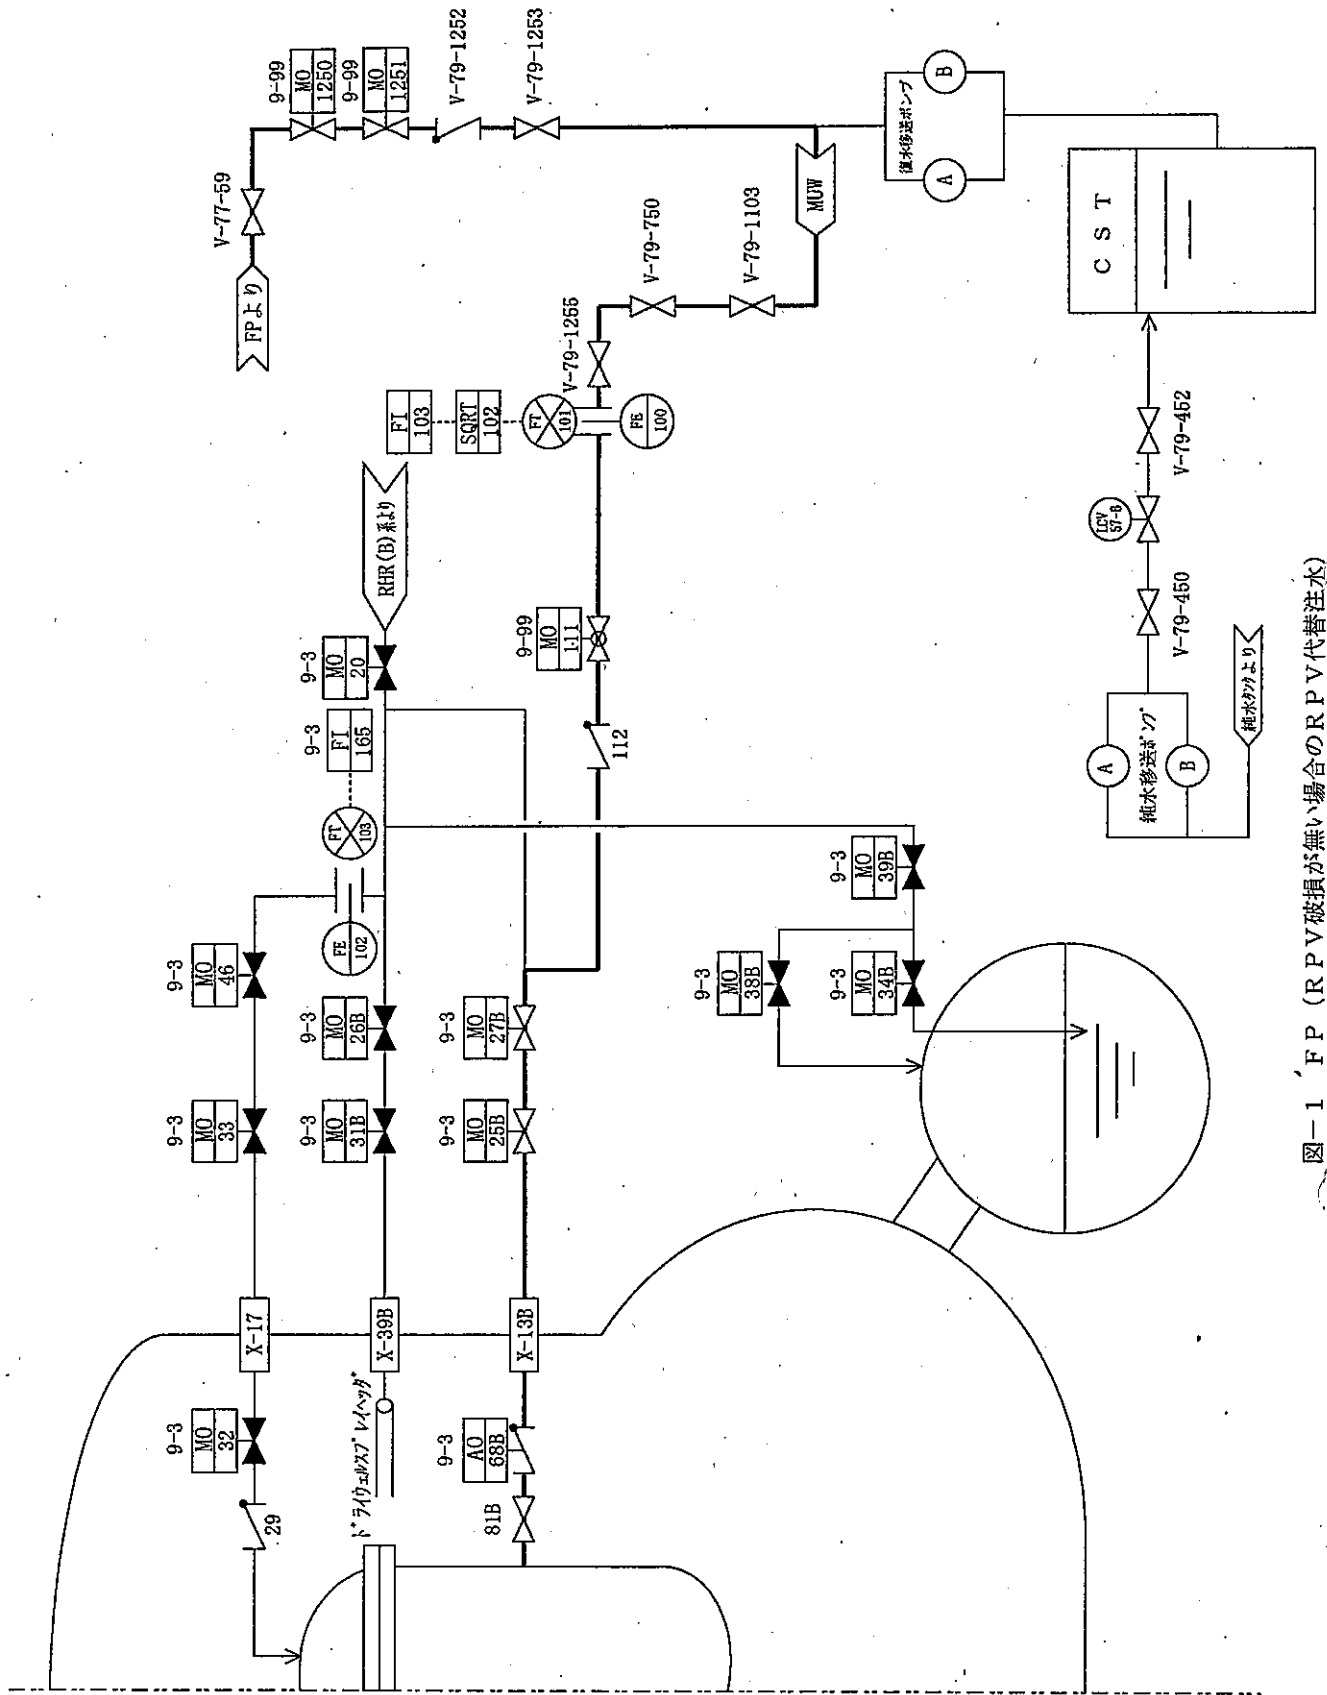 FPより
V-77-59
9-99
MO
1250
9-99
MO
1251
V-79-1252
V-79-1253
復水移送ポンプ
A
B
MUW
V-79-1103
V-79-750
V-79-1255
FI
103
SQRT
102
FT
101
FE
100
9-99
MO
111
112
RHR(B)系より
9-3
MO
20
9-3
FI
165
FT
103
FE
102
9-3
MO
46
9-3
MO
33
9-3
MO
26B
9-3
MO
31B
9-3
MO
27B
9-3
MO
25B
9-3
MO
39B
9-3
MO
38B
9-3
MO
34B
X-17
X-39B
X-13B
9-3
MO
32
29
ドライウェルスプレイヘッダ
9-3
AO
68B
81B
CST
V-79-452
LCV
57-8
V-79-450
純水移送ポンプ
A
B
純水タンクより
図-1 FP(RPV破損が無い場合のRPV代替注水)